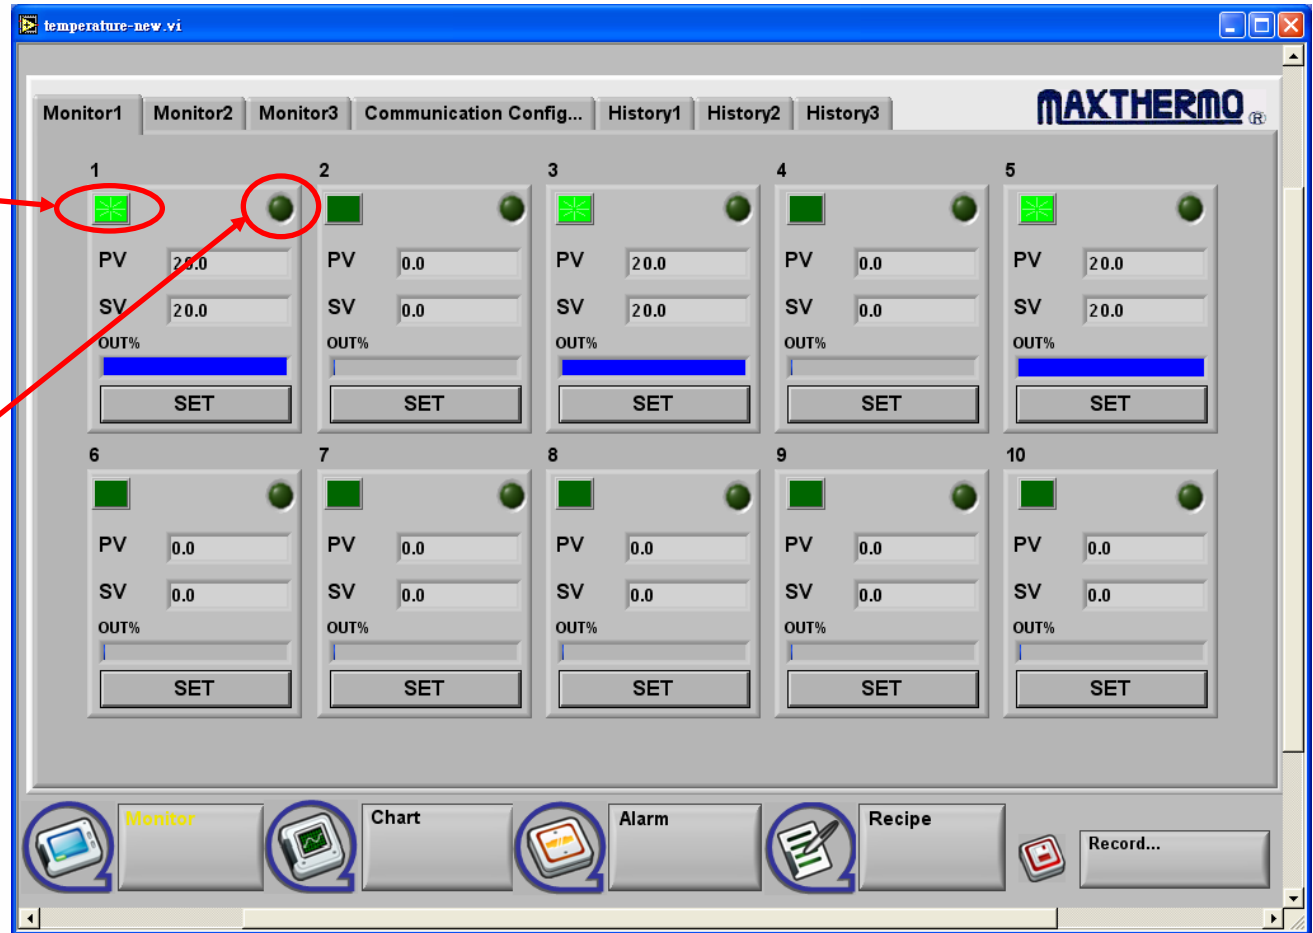 temperature-new.vi
Monitor1 Monitor2 Monitor3 Communication Config... History1 History2 History3 MAXTHERMO ®
1 2 3 4 5
PV 20.0 PV 0.0 PV 20.0 PV 0.0 PV 20.0
SV 20.0 SV 0.0 SV 20.0 SV 0.0 SV 20.0
OUT% OUT% OUT% OUT% OUT%
SET SET SET SET SET
6 7 8 9 10
PV 0.0 PV 0.0 PV 0.0 PV 0.0 PV 0.0
SV 0.0 SV 0.0 SV 0.0 SV 0.0 SV 0.0
OUT% OUT% OUT% OUT% OUT%
SET SET SET SET SET
Monitor Chart Alarm Recipe Record...